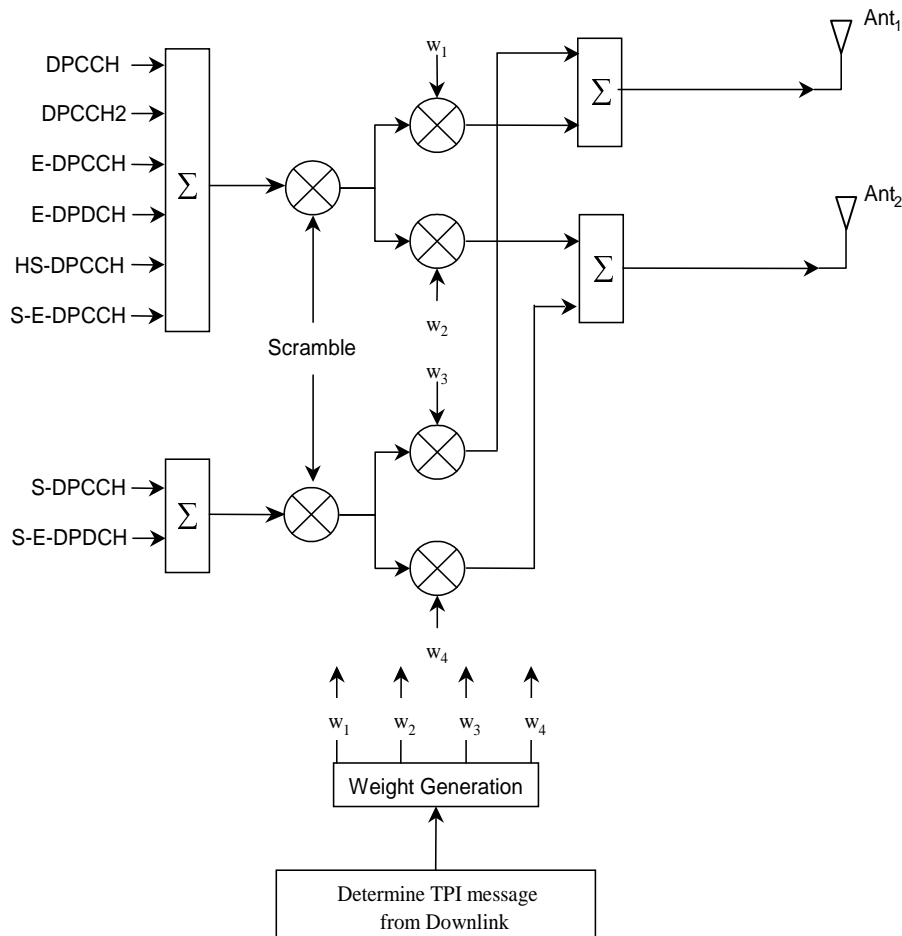 Ant1
w1
DPCCH
Σ
DPCCH2
E-DPCCH
Σ
Ant2
E-DPDCH
Σ
HS-DPCCH
S-E-DPCCH
w2
Scramble
w3
S-DPCCH
Σ
S-E-DPDCH
w4
w1 w2 w3 w4
Weight Generation
Determine TPI message
from Downlink